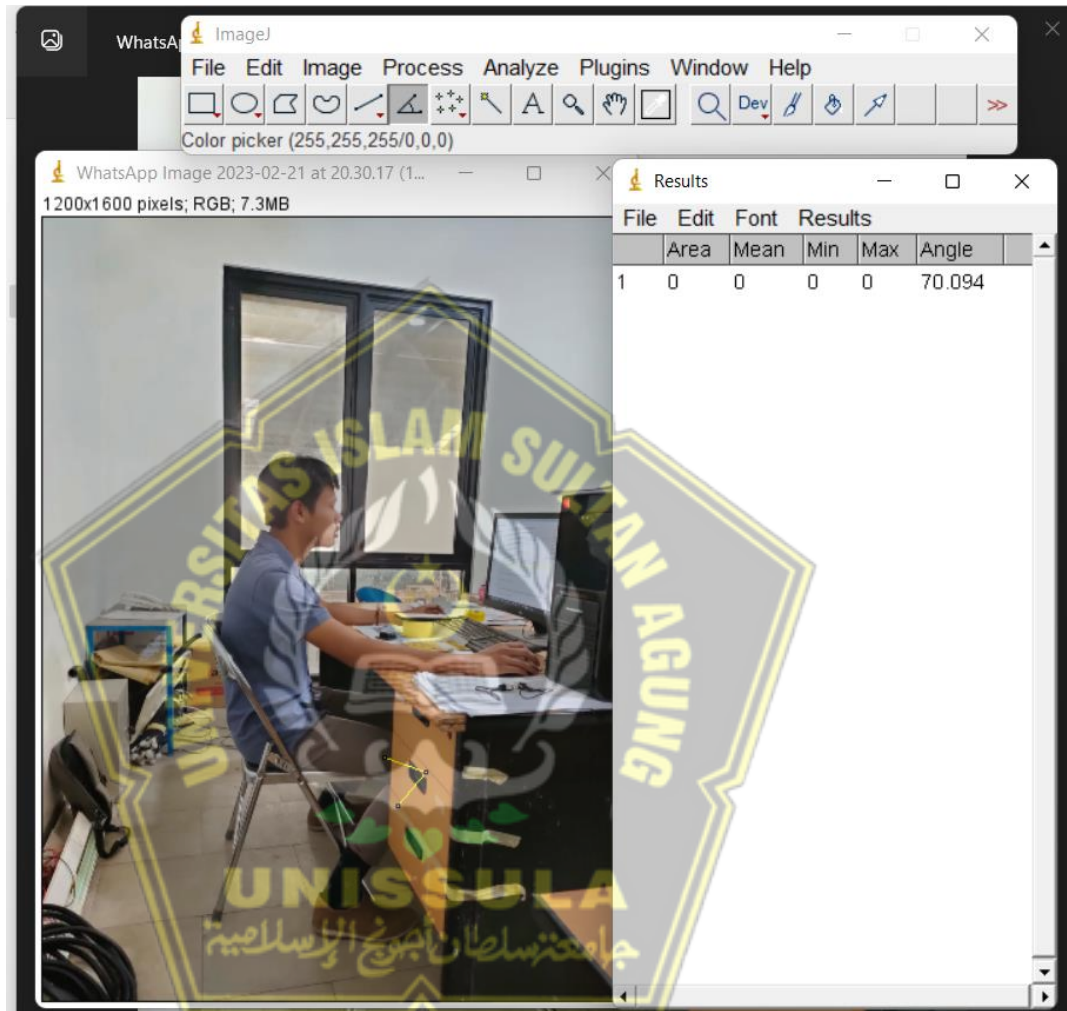 WhatsA
ImageJ
File Edit Image Process Analyze Plugins Window Help
A
Dev
>>
Color picker (255,255,255/0,0,0)
WhatsApp Image 2023-02-21 at 20.30.17 (1...
1200x1600 pixels; RGB; 7.3MB
Results
File Edit Font Results
Area Mean Min Max Angle
1 0 0 0 0 70.094
UNIVERSITAS ISLAM SULTAN AGUNG
UNISSULA
جامعة سلطان أجونج الإسلامية